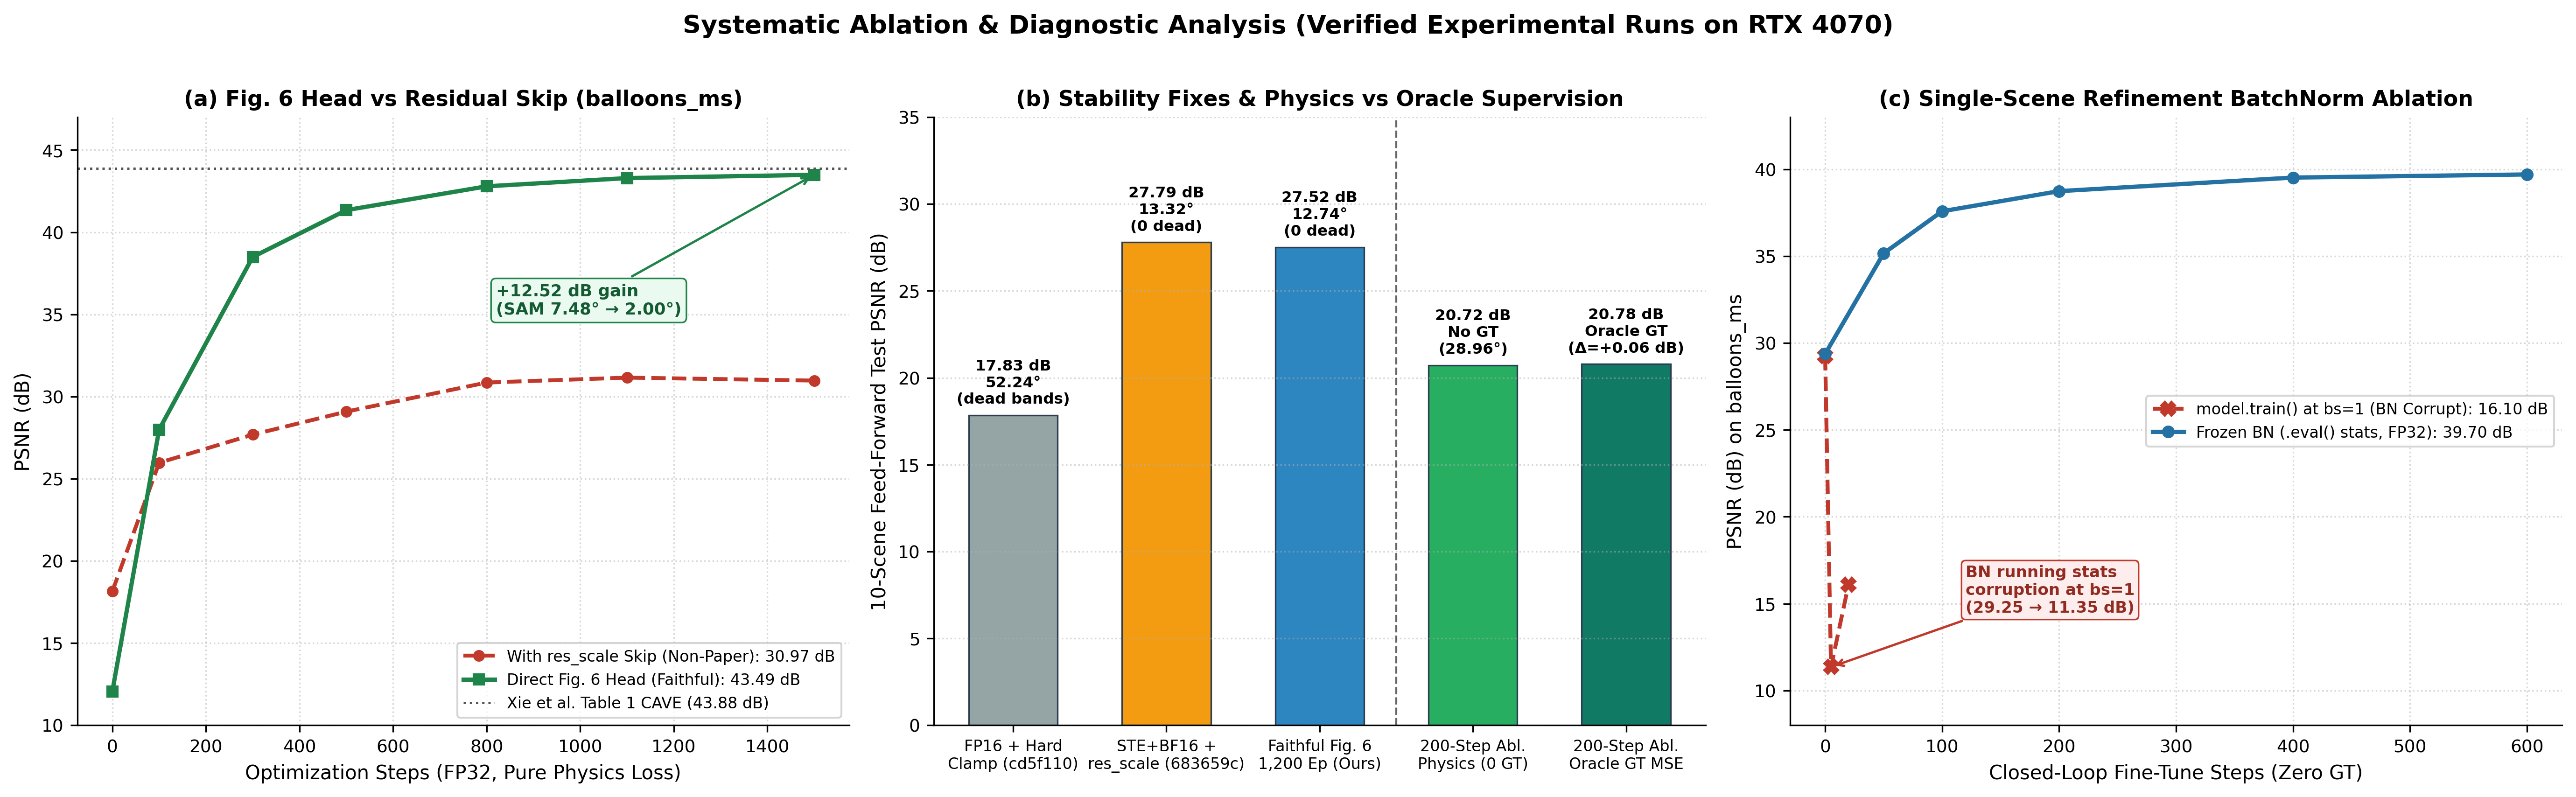 Systematic Ablation & Diagnostic Analysis (Verified Experimental Runs on RTX 4070)
(a) Fig. 6 Head vs Residual Skip (balloons_ms)
PSNR (dB)
45
40
35
30
25
20
15
10
+12.52 dB gain
(SAM 7.48° → 2.00°)
With res_scale Skip (Non-Paper): 30.97 dB
Direct Fig. 6 Head (Faithful): 43.49 dB
Xie et al. Table 1 CAVE (43.88 dB)
0
200
400
600
800
1000
1200
1400
Optimization Steps (FP32, Pure Physics Loss)
(b) Stability Fixes & Physics vs Oracle Supervision
10-Scene Feed-Forward Test PSNR (dB)
35
30
25
20
15
10
5
0
17.83 dB
52.24°
(dead bands)
27.79 dB
13.32°
(0 dead)
27.52 dB
12.74°
(0 dead)
20.72 dB
No GT
(28.96°)
20.78 dB
Oracle GT
(Δ=+0.06 dB)
FP16 + Hard
Clamp (cd5f110)
STE+BF16 +
res_scale (683659c)
Faithful Fig. 6
1,200 Ep (Ours)
200-Step Abl.
Physics (0 GT)
200-Step Abl.
Oracle GT MSE
(c) Single-Scene Refinement BatchNorm Ablation
PSNR (dB) on balloons_ms
40
35
30
25
20
15
10
model.train() at bs=1 (BN Corrupt): 16.10 dB
Frozen BN (.eval() stats, FP32): 39.70 dB
BN running stats
corruption at bs=1
(29.25 → 11.35 dB)
0
100
200
300
400
500
600
Closed-Loop Fine-Tune Steps (Zero GT)